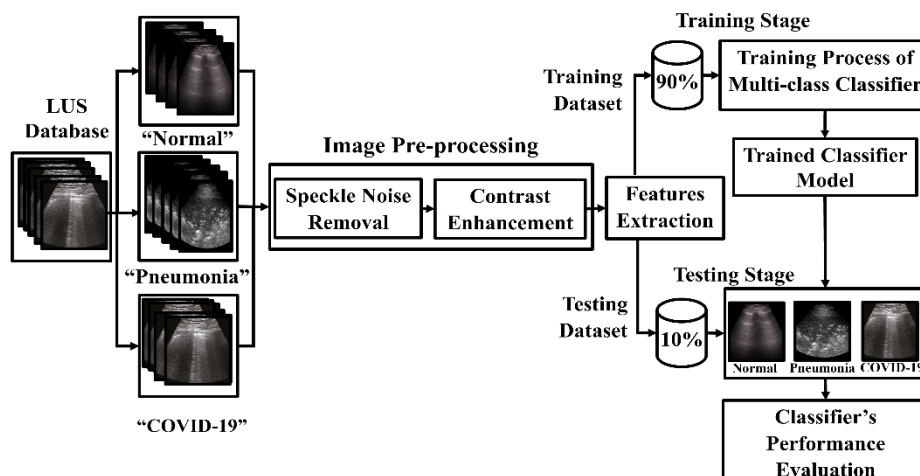 LUS
Database
“Normal”
“Pneumonia”
“COVID-19”
Image Pre-processing
Speckle Noise
Removal
Contrast
Enhancement
Features
Extraction
Training
Dataset
90%
Training Stage
Training Process of
Multi-class Classifier
Trained Classifier
Model
Testing
Dataset
10%
Testing Stage
Normal
Pneumonia
COVID-19
Classifier’s
Performance
Evaluation